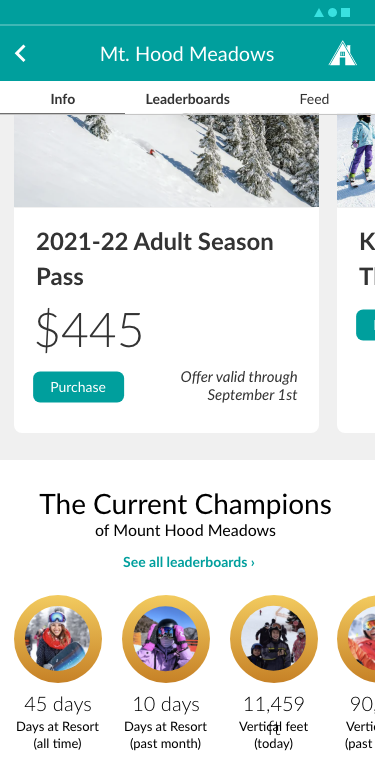 Mt. Hood Meadows
Info
Leaderboards
Feed
2021-22 Adult Season
Pass
$445
Purchase
Offer valid through
September 1st
K
The Current Champions
of Mount Hood Meadows
See all leaderboards ›
45 days
Days at Resort
(all time)
10 days
Days at Resort
(past month)
11,459
ft
Vertical feet
(today)
90,
(past